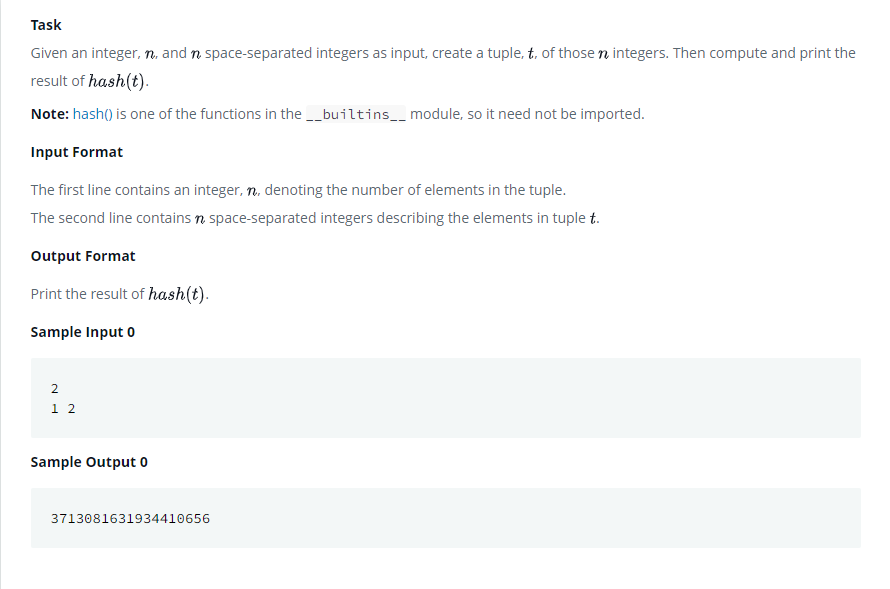 Task
Given an integer, n, and n space-separated integers as input, create a tuple, t, of those n integers. Then compute and print the
result of hash(t).
Note: hash() is one of the functions in the __builtins__ module, so it need not be imported.
Input Format
The first line contains an integer, n, denoting the number of elements in the tuple.
The second line contains n space-separated integers describing the elements in tuple t.
Output Format
Print the result of hash(t).
Sample Input 0
2
1 2
Sample Output 0
3713081631934410656